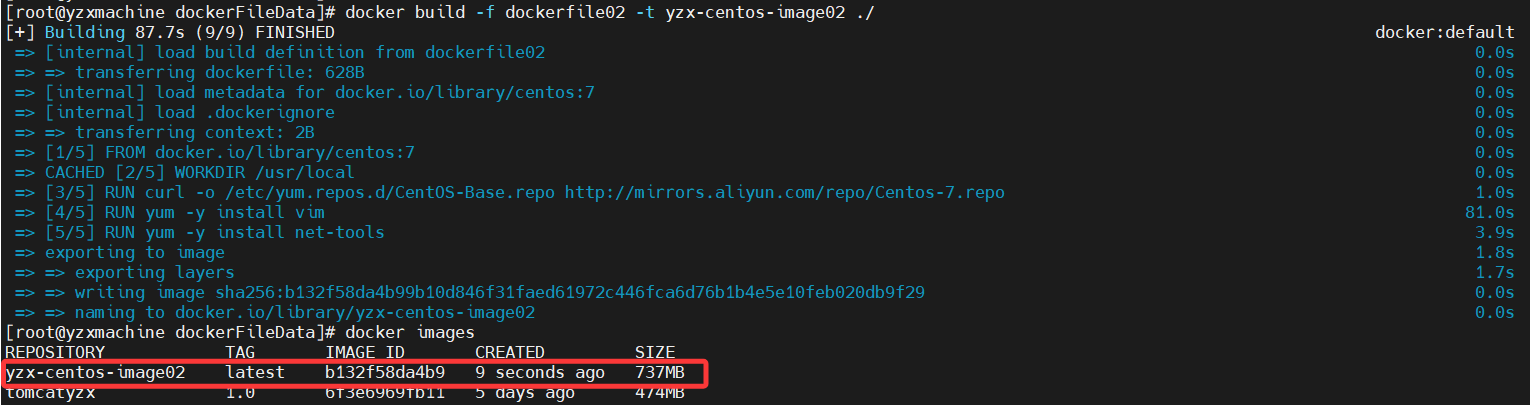 [root@yzxmachine dockerFileData]# docker build -f dockerfile02 -t yzx-centos-image02 ./
[+] Building 87.7s (9/9) FINISHED docker:default
=> [internal] load build definition from dockerfile02 0.0s
=> => transferring dockerfile: 628B 0.0s
=> [internal] load metadata for docker.io/library/centos:7 0.0s
=> [internal] load .dockerignore 0.0s
=> => transferring context: 2B 0.0s
=> [1/5] FROM docker.io/library/centos:7 0.0s
=> CACHED [2/5] WORKDIR /usr/local 0.0s
=> [3/5] RUN curl -o /etc/yum.repos.d/CentOS-Base.repo http://mirrors.aliyun.com/repo/Centos-7.repo 1.0s
=> [4/5] RUN yum -y install vim 81.0s
=> [5/5] RUN yum -y install net-tools 3.9s
=> exporting to image 1.8s
=> => exporting layers 1.7s
=> => writing image sha256:b132f58da4b99b10d846f31faed61972c446fca6d76b1b4e5e10feb020db9f29 0.0s
=> => naming to docker.io/library/yzx-centos-image02 0.0s
[root@yzxmachine dockerFileData]# docker images
REPOSITORY TAG IMAGE ID CREATED SIZE
yzx-centos-image02 latest b132f58da4b9 9 seconds ago 737MB
tomcatyzx 1.0 6f3e6969fb11 5 days ago 474MB